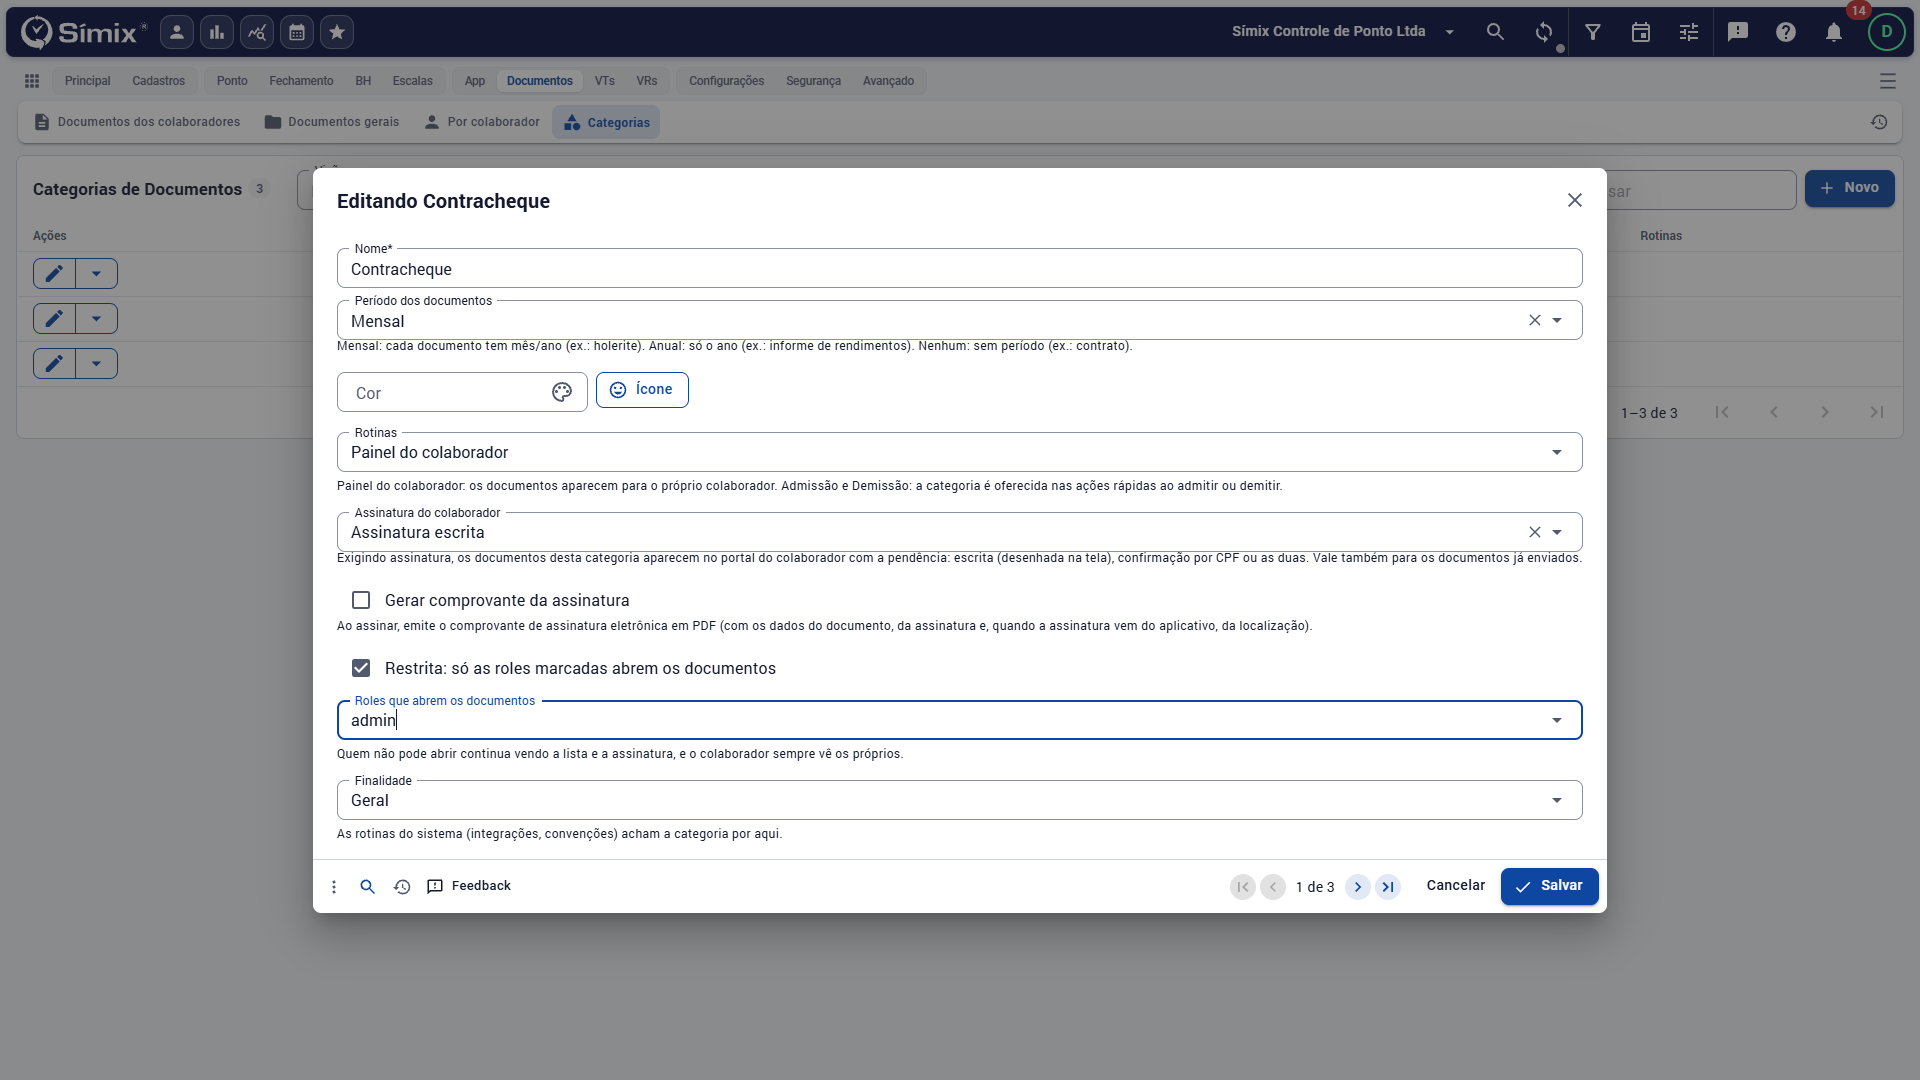 Símix
Símix Controle de Ponto Ltda
14
D
Principal
Cadastros
Ponto
Fechamento
BH
Escalas
App
Documentos
VTs
VRs
Configurações
Segurança
Avançado
Documentos dos colaboradores
Documentos gerais
Por colaborador
Categorias
Categorias de Documentos 3
sar
Novo
Ações
Rotinas
1–3 de 3
Editando Contracheque
Nome*
Contracheque
Período dos documentos
Mensal
Mensal: cada documento tem mês/ano (ex.: holerite). Anual: só o ano (ex.: informe de rendimentos). Nenhum: sem período (ex.: contrato).
Cor
Ícone
Rotinas
Painel do colaborador
Painel do colaborador: os documentos aparecem para o próprio colaborador. Admissão e Demissão: a categoria é oferecida nas ações rápidas ao admitir ou demitir.
Assinatura do colaborador
Assinatura escrita
Exigindo assinatura, os documentos desta categoria aparecem no portal do colaborador com a pendência: escrita (desenhada na tela), confirmação por CPF ou as duas. Vale também para os documentos já enviados.
Gerar comprovante da assinatura
Ao assinar, emite o comprovante de assinatura eletrônica em PDF (com os dados do documento, da assinatura e, quando a assinatura vem do aplicativo, da localização).
Restrita: só as roles marcadas abrem os documentos
Roles que abrem os documentos
admin
Quem não pode abrir continua vendo a lista e a assinatura, e o colaborador sempre vê os próprios.
Finalidade
Geral
As rotinas do sistema (integrações, convenções) acham a categoria por aqui.
Feedback
1 de 3
Cancelar
Salvar